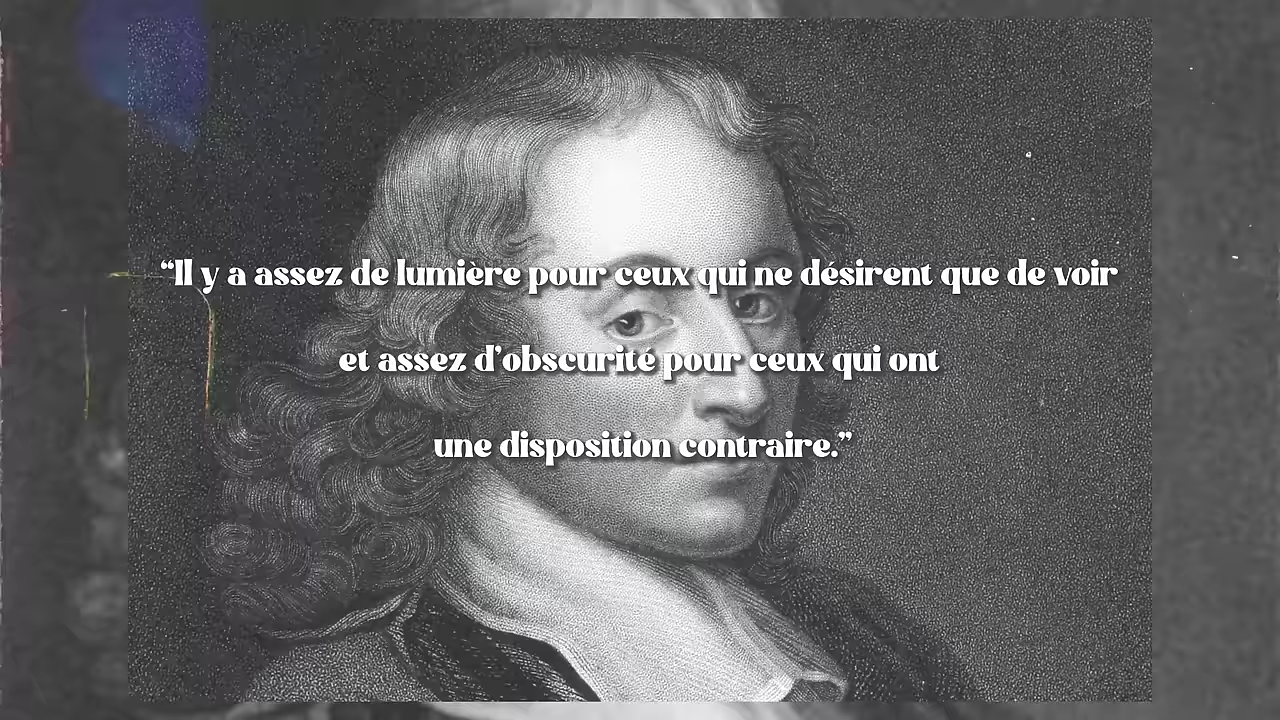 “Il y a assez de lumière pour ceux qui ne désirent que de voir
et assez d’obscurité pour ceux qui ont
une disposition contraire.”